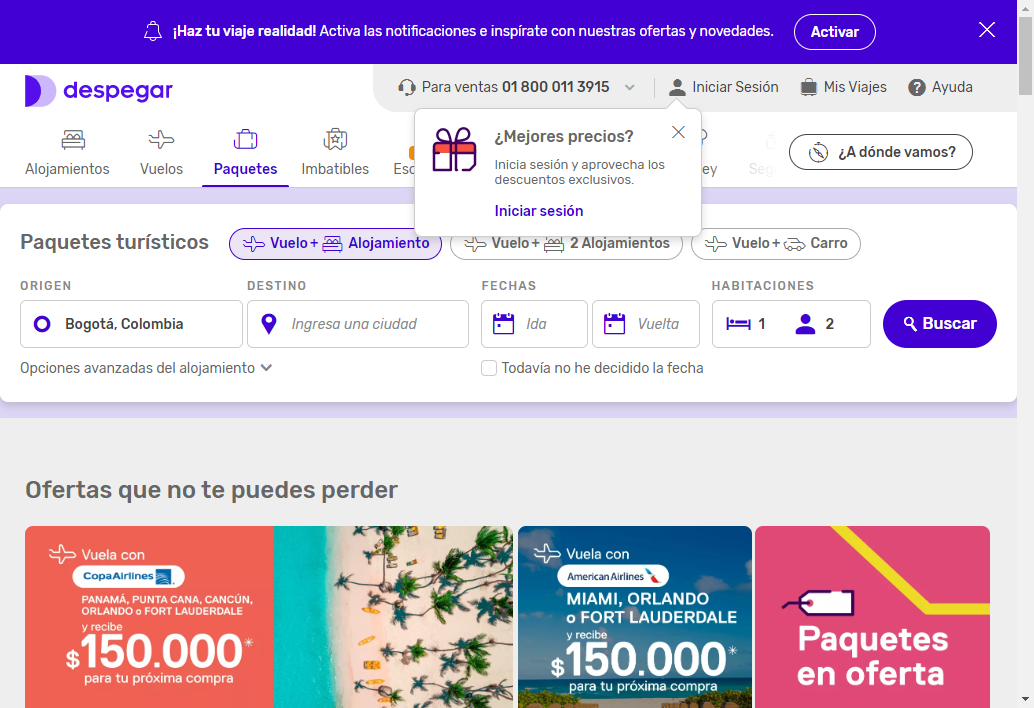 ¡Haz tu viaje realidad! Activa las notificaciones e inspírate con nuestras ofertas y novedades.
Activar
despegar
Para ventas 01 800 011 3915
Iniciar Sesión
Mis Viajes
Ayuda
Alojamientos
Vuelos
Paquetes
Imbatibles
¿A dónde vamos?
¿Mejores precios?
Inicia sesión y aprovecha los
descuentos exclusivos.
Iniciar sesión
Paquetes turísticos
Vuelo + Alojamiento
Vuelo + 2 Alojamientos
Vuelo + Carro
ORIGEN
DESTINO
FECHAS
HABITACIONES
Bogotá, Colombia
Ingresa una ciudad
Ida
Vuelta
1
2
Buscar
Opciones avanzadas del alojamiento
Todavía no he decidido la fecha
Ofertas que no te puedes perder
Vuela con
CopaAirlines
PANAMÁ, PUNTA CANA, CANCÚN,
ORLANDO o FORT LAUDERDALE
y recibe
$150.000*
para tu próxima compra
Vuela con
American Airlines
MIAMI, ORLANDO
o FORT LAUDERDALE
y recibe
$150.000*
para tu próxima compra
Paquetes
en oferta